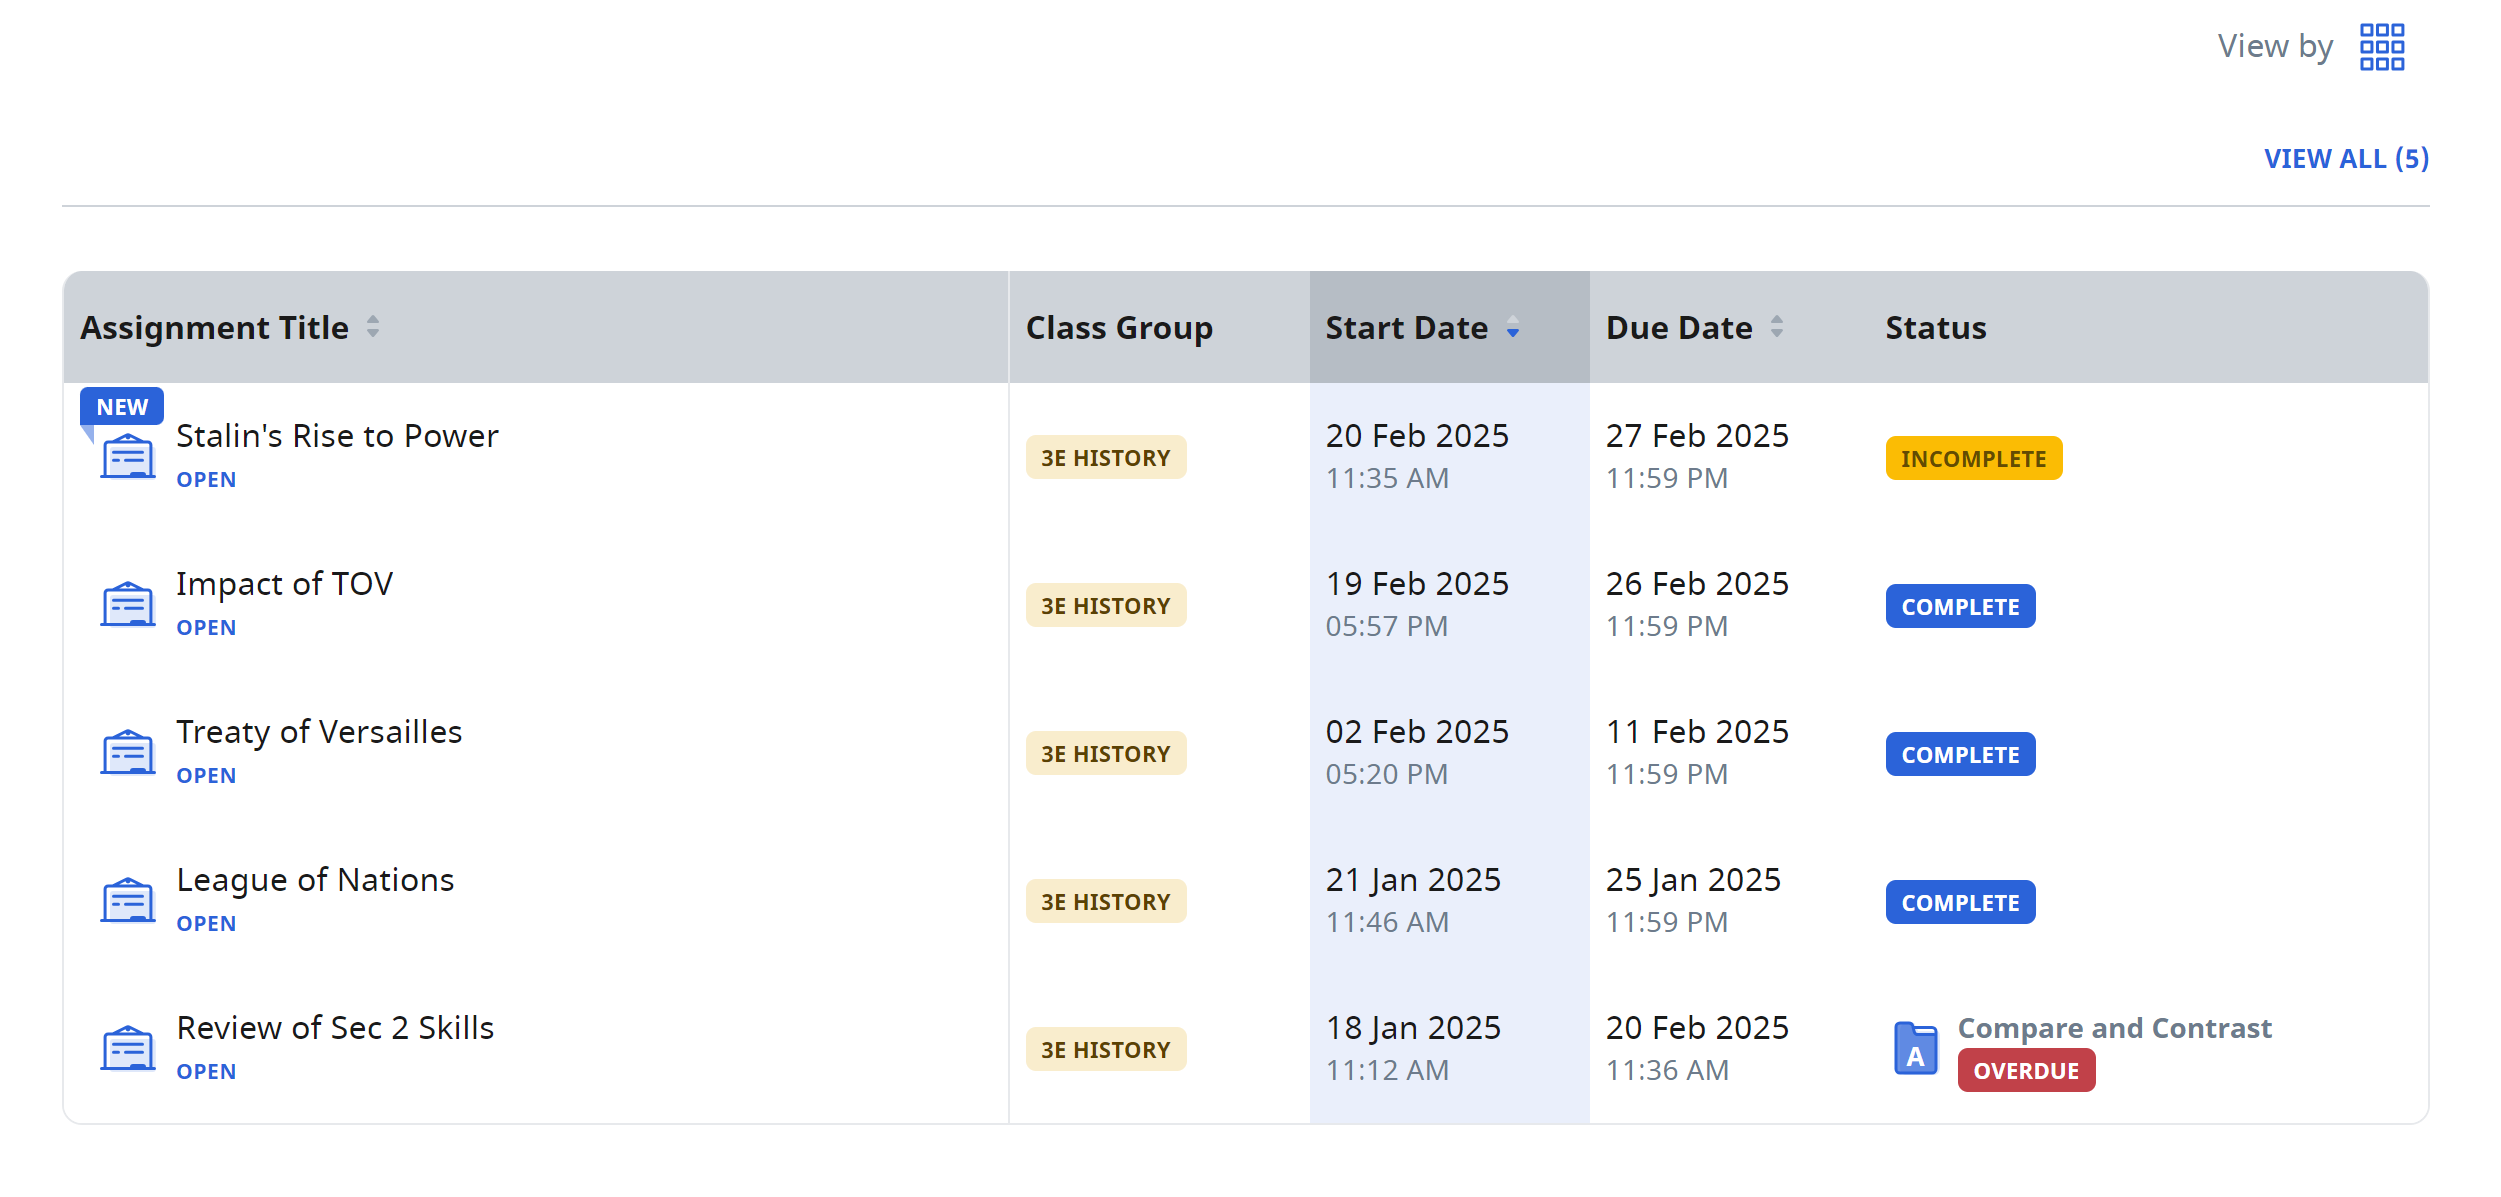 View by
VIEW ALL (5)
Assignment Title Class Group Start Date Due Date Status
NEW
Stalin's Rise to Power
OPEN
3E HISTORY
20 Feb 2025
11:35 AM
27 Feb 2025
11:59 PM
INCOMPLETE
Impact of TOV
OPEN
3E HISTORY
19 Feb 2025
05:57 PM
26 Feb 2025
11:59 PM
COMPLETE
Treaty of Versailles
OPEN
3E HISTORY
02 Feb 2025
05:20 PM
11 Feb 2025
11:59 PM
COMPLETE
League of Nations
OPEN
3E HISTORY
21 Jan 2025
11:46 AM
25 Jan 2025
11:59 PM
COMPLETE
Review of Sec 2 Skills
OPEN
3E HISTORY
18 Jan 2025
11:12 AM
20 Feb 2025
11:36 AM
A
Compare and Contrast
OVERDUE